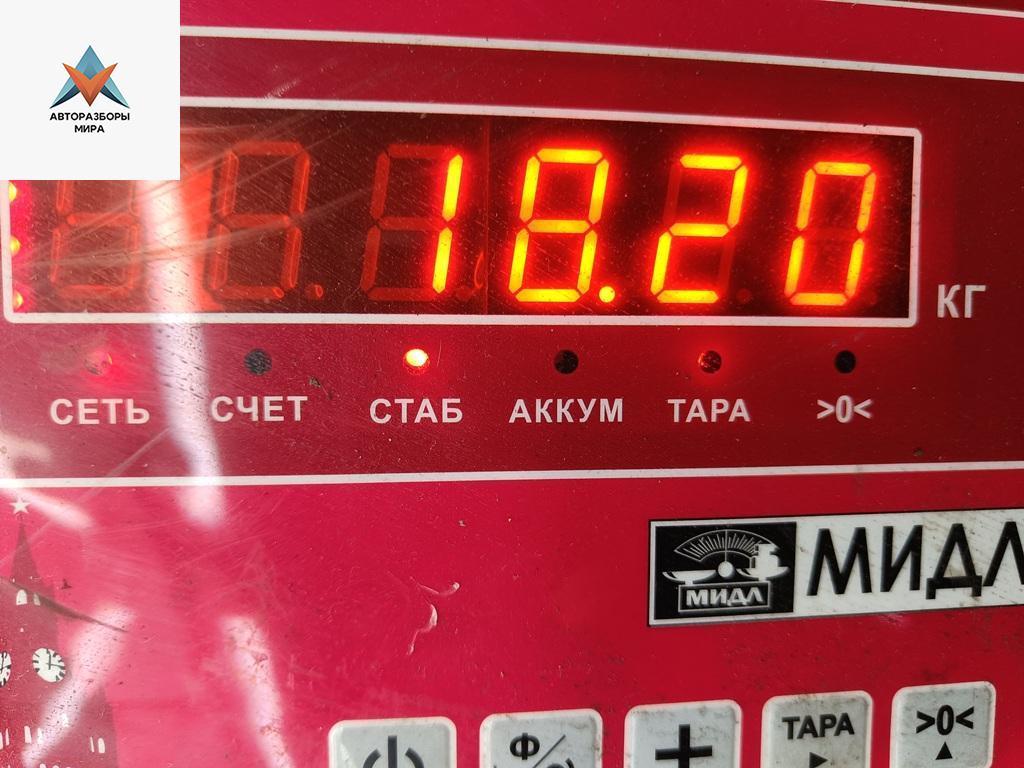 АВТОРАЗБОРЫ
МИРА
18.20
КГ
СЕТЬ СЧЕТ СТАБ АККУМ ТАРА >0<
МИДЛ МИДЛ
Ф/ + ТАРА >0<